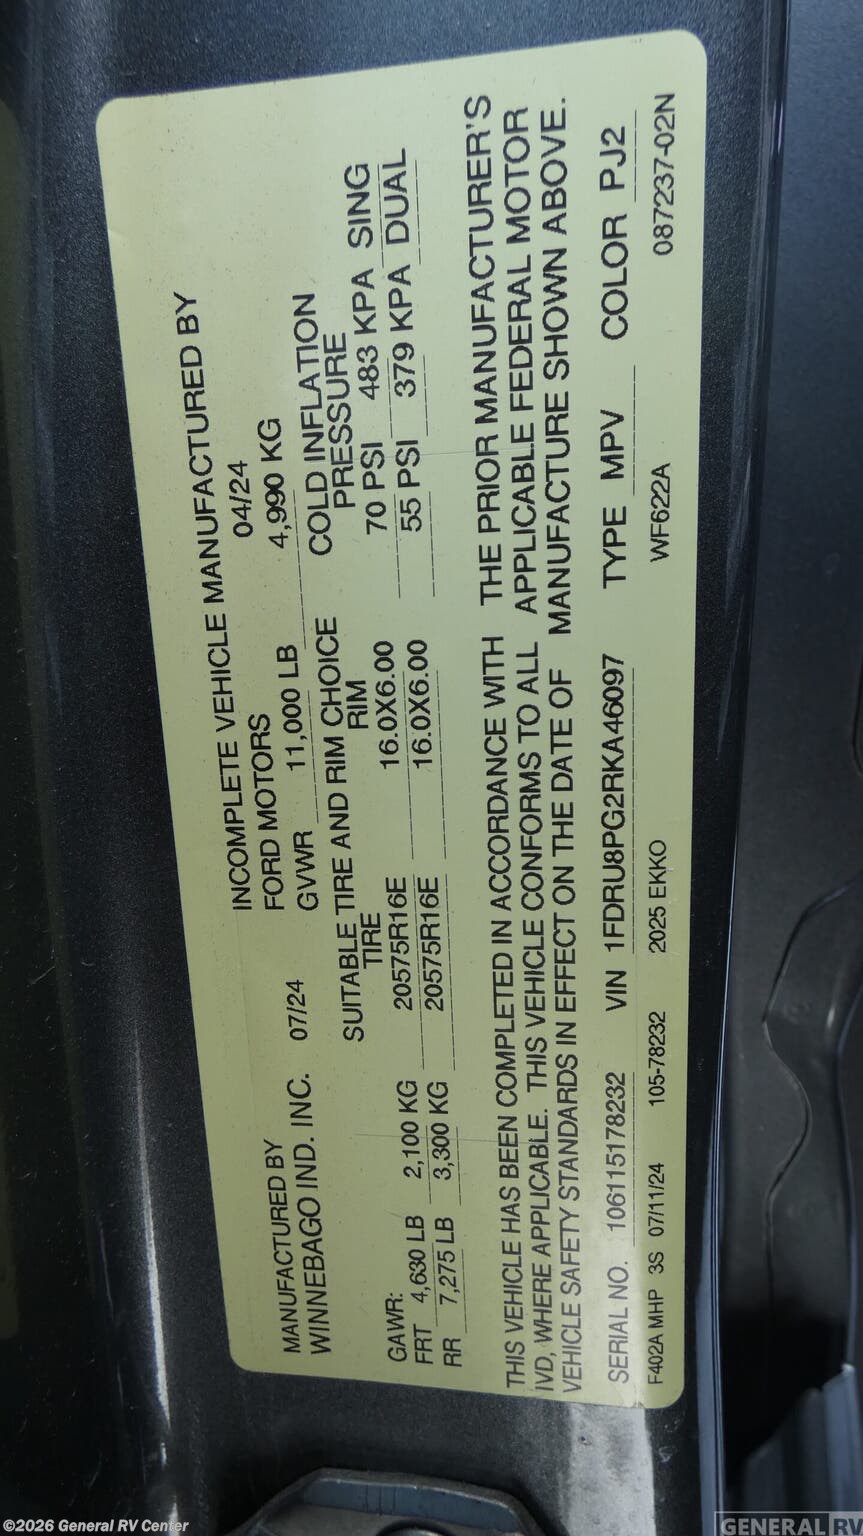 MANUFACTURED BY
WINNEBAGO IND. INC. 07/24
INCOMPLETE VEHICLE MANUFACTURED BY
FORD MOTORS 04/24
GVWR 11,000 LB 4,990 KG
SUITABLE TIRE AND RIM CHOICE
GAWR: TIRE RIM COLD INFLATION PRESSURE
FRT 4,630 LB 2,100 KG 20575R16E 16.0X6.00 70 PSI 483 KPA SING
RR 7,275 LB 3,300 KG 20575R16E 16.0X6.00 55 PSI 379 KPA DUAL
THIS VEHICLE HAS BEEN COMPLETED IN ACCORDANCE WITH THE PRIOR MANUFACTURER'S
IVD, WHERE APPLICABLE. THIS VEHICLE CONFORMS TO ALL APPLICABLE FEDERAL MOTOR
VEHICLE SAFETY STANDARDS IN EFFECT ON THE DATE OF MANUFACTURE SHOWN ABOVE.
SERIAL NO. 106115178232 VIN 1FDRU8PG2RKA46097 TYPE MPV COLOR PJ2
F402A MHP 3S 07/11/24 105-78232 2025 EKKO WF622A 087237-02N
©2026 General RV Center
GENERAL RV